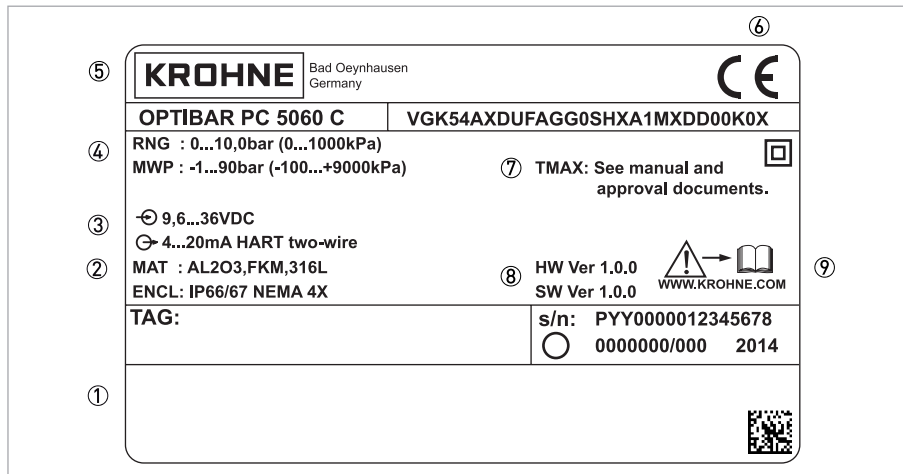 ⑥
⑤
KROHNE Bad Oeynhausen
Germany
CE
OPTIBAR PC 5060 C VGK54AXDUFAGG0SHXA1MXDD00K0X
④
RNG : 0...10,0bar (0...1000kPa)
MWP : -1...90bar (-100...+9000kPa)
⑦ TMAX: See manual and
approval documents.
③
9,6...36VDC
4...20mA HART two-wire
② MAT : AL2O3,FKM,316L
ENCL: IP66/67 NEMA 4X
⑧ HW Ver 1.0.0
SW Ver 1.0.0
WWW.KROHNE.COM
⑨
TAG:
s/n: PYY0000012345678
0000000/000 2014
①